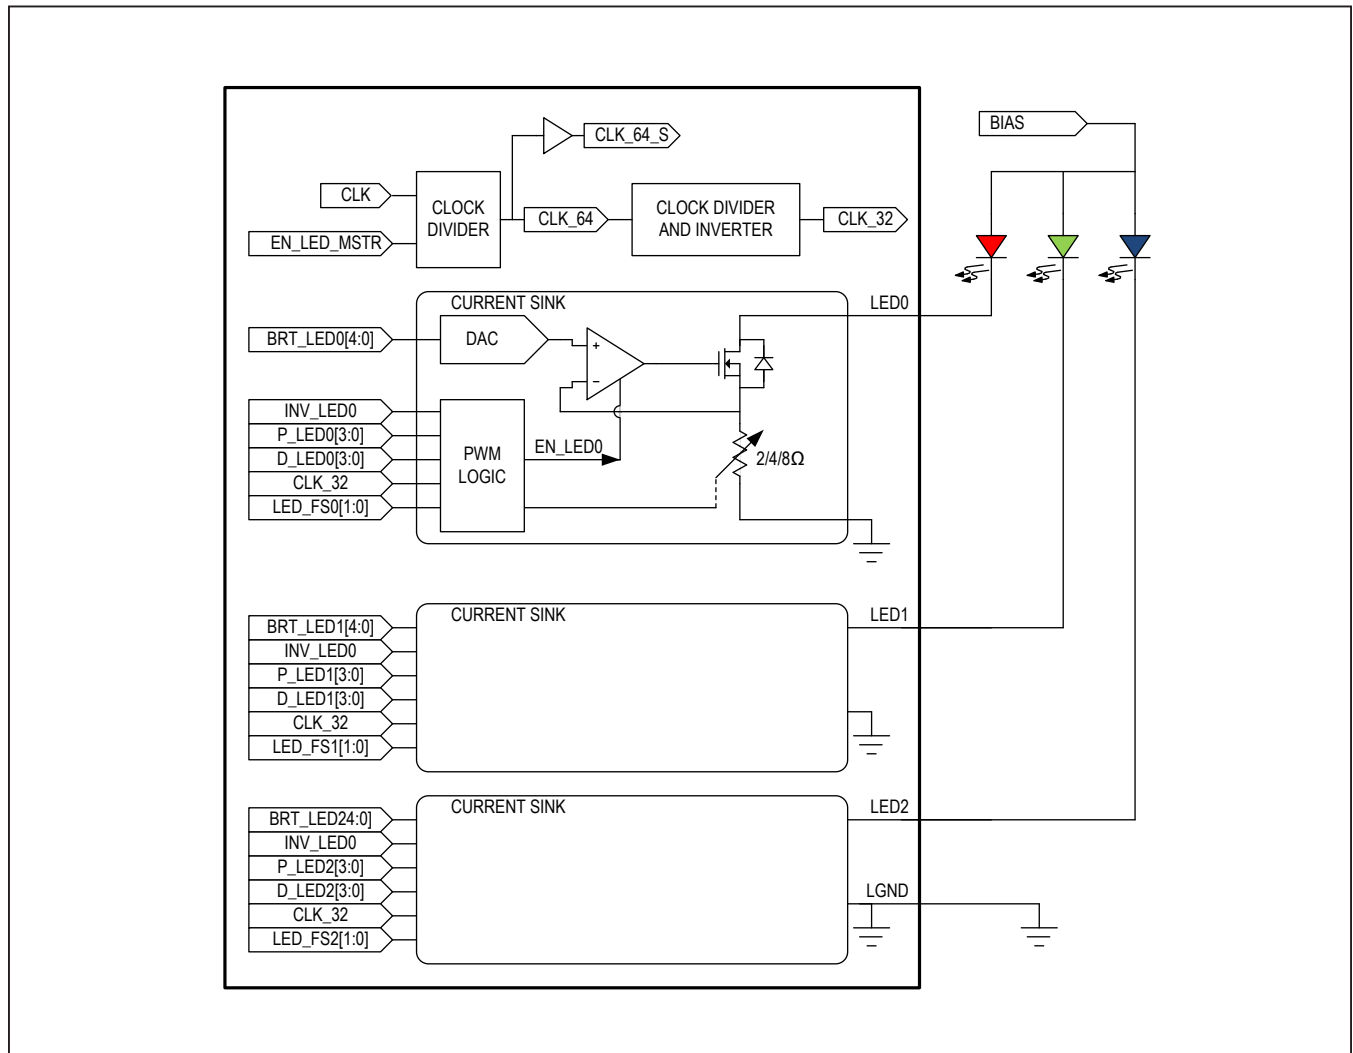 CLK_64_S
BIAS
CLK
CLOCK
DIVIDER
CLK_64
CLOCK DIVIDER
AND INVERTER
CLK_32
EN_LED_MSTR
CURRENT SINK
LED0
BRT_LED0[4:0]
DAC
+
−
INV_LED0
P_LED0[3:0]
D_LED0[3:0]
CLK_32
LED_FS0[1:0]
PWM
LOGIC
EN_LED0
2/4/8Ω
CURRENT SINK
LED1
BRT_LED1[4:0]
INV_LED0
P_LED1[3:0]
D_LED1[3:0]
CLK_32
LED_FS1[1:0]
CURRENT SINK
LED2
BRT_LED24:0]
INV_LED0
P_LED2[3:0]
D_LED2[3:0]
CLK_32
LED_FS2[1:0]
LGND